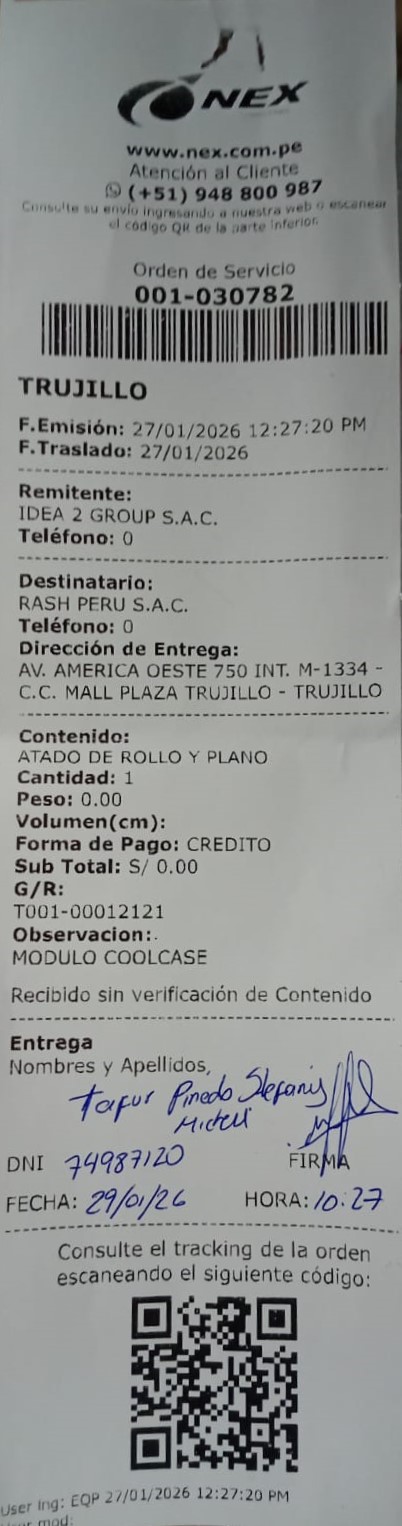 NEX
www.nex.com.pe
Atención al Cliente
(+51) 948 800 987
Consulte su envío ingresando a nuestra web o escanear
el código QR de la parte inferior.
Orden de Servicio
001-030782
TRUJILLO
F.Emisión: 27/01/2026 12:27:20 PM
F.Traslado: 27/01/2026
Remitente:
IDEA 2 GROUP S.A.C.
Teléfono: 0
Destinatario:
RASH PERU S.A.C.
Teléfono: 0
Dirección de Entrega:
AV. AMERICA OESTE 750 INT. M-1334 -
C.C. MALL PLAZA TRUJILLO - TRUJILLO
Contenido:
ATADO DE ROLLO Y PLANO
Cantidad: 1
Peso: 0.00
Volumen(cm):
Forma de Pago: CREDITO
Sub Total: S/ 0.00
G/R:
T001-00012121
Observacion:.
MODULO COOLCASE
Recibido sin verificación de Contenido
Entrega
Nombres y Apellidos,
Tafur Pinedo
DNI 74987120 FIRMA
FECHA: 29/01/26 HORA: 10:27
Consulte el tracking de la orden
escaneando el siguiente código:
User Ing: EQP 27/01/2026 12:27:20 PM
User mod: